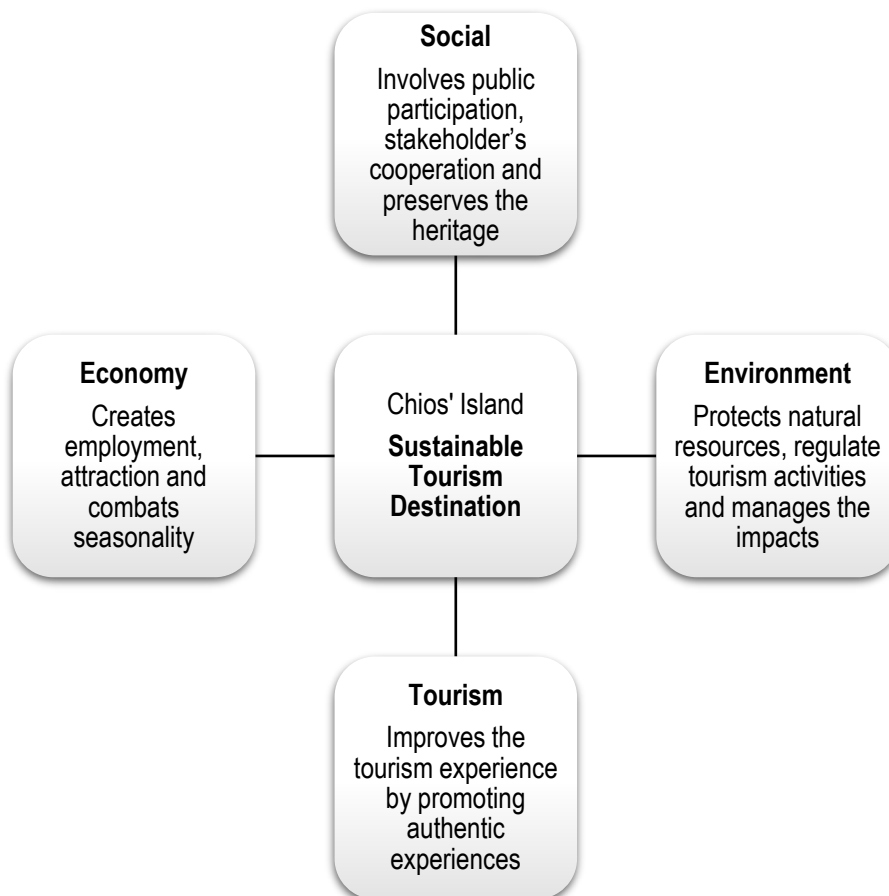 Social
Involves public
participation,
stakeholder’s
cooperation and
preserves the
heritage
Economy
Creates
employment,
attraction and
combats
seasonality
Chios' Island
Sustainable
Tourism
Destination
Environment
Protects natural
resources, regulate
tourism activities
and manages the
impacts
Tourism
Improves the
tourism experience
by promoting
authentic
experiences